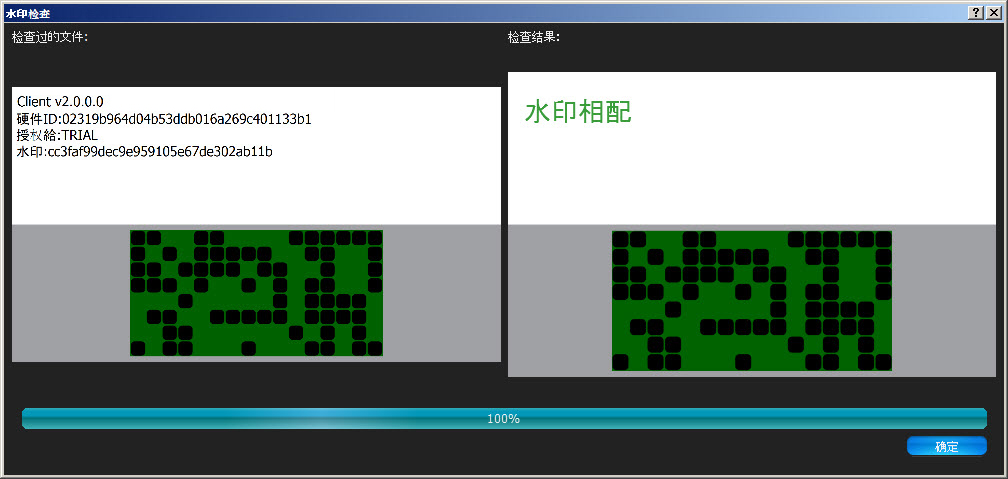 水印检查
检查过的文件:
检查结果:
Client v2.0.0.0
硬件ID:02319b964d04b53ddb016a269c401133b1
授权給:TRIAL
水印:cc3faf99dec9e959105e67de302ab11b
水印相配
100%
确定